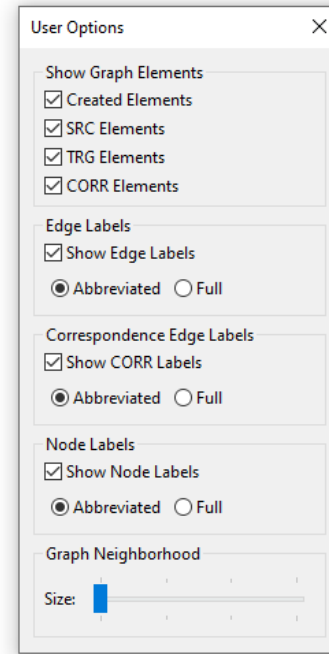 User Options
Show Graph Elements
Created Elements
SRC Elements
TRG Elements
CORR Elements
Edge Labels
Show Edge Labels
Abbreviated Full
Correspondence Edge Labels
Show CORR Labels
Abbreviated Full
Node Labels
Show Node Labels
Abbreviated Full
Graph Neighborhood
Size: